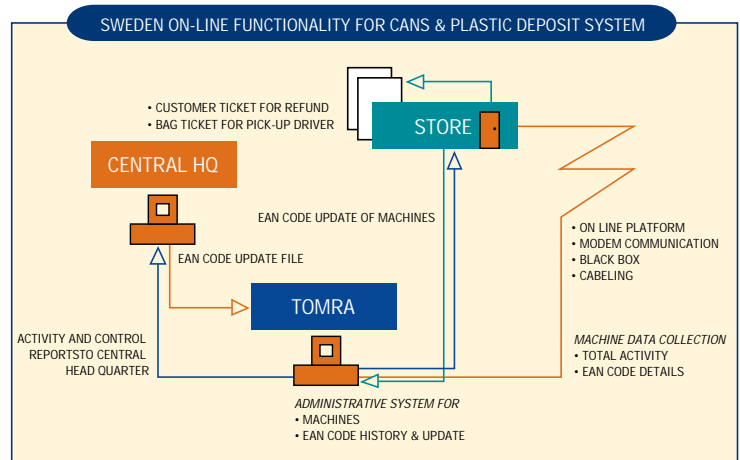 SWEDEN ON-LINE FUNCTIONALITY FOR CANS & PLASTIC DEPOSIT SYSTEM
• CUSTOMER TICKET FOR REFUND
• BAG TICKET FOR PICK-UP DRIVER
STORE
CENTRAL HQ
EAN CODE UPDATE OF MACHINES
• ON LINE PLATFORM
• MODEM COMMUNICATION
• BLACK BOX
• CABELING
EAN CODE UPDATE FILE
TOMRA
ACTIVITY AND CONTROL
REPORTSTO CENTRAL
HEAD QUARTER
MACHINE DATA COLLECTION
• TOTAL ACTIVITY
• EAN CODE DETAILS
ADMINISTRATIVE SYSTEM FOR
• MACHINES
• EAN CODE HISTORY & UPDATE